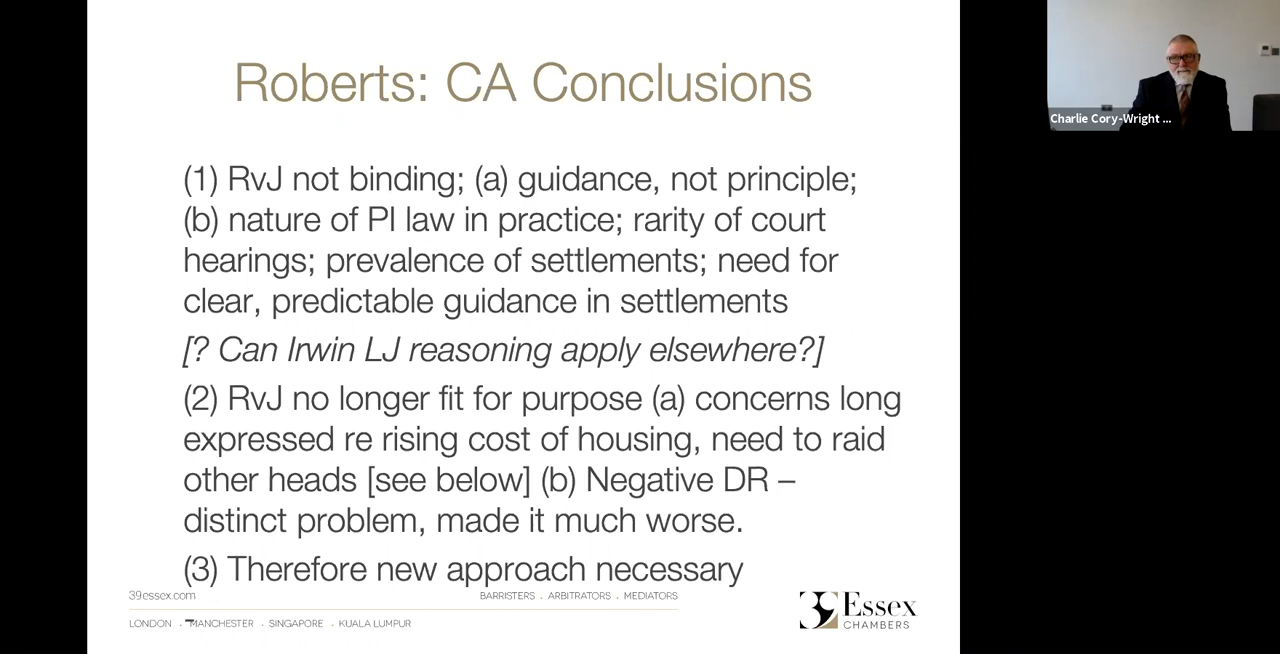 Roberts: CA Conclusions
(1) RvJ not binding; (a) guidance, not principle;
(b) nature of PI law in practice; rarity of court
hearings; prevalence of settlements; need for
clear, predictable guidance in settlements
[? Can Irwin LJ reasoning apply elsewhere?]
(2) RvJ no longer fit for purpose (a) concerns long
expressed re rising cost of housing, need to raid
other heads [see below] (b) Negative DR –
distinct problem, made it much worse.
(3) Therefore new approach necessary
39essex.com
BARRISTERS . ARBITRATORS . MEDIATORS
LONDON . MANCHESTER . SINGAPORE . KUALA LUMPUR
39 Essex
CHAMBERS
Charlie Cory-Wright ...